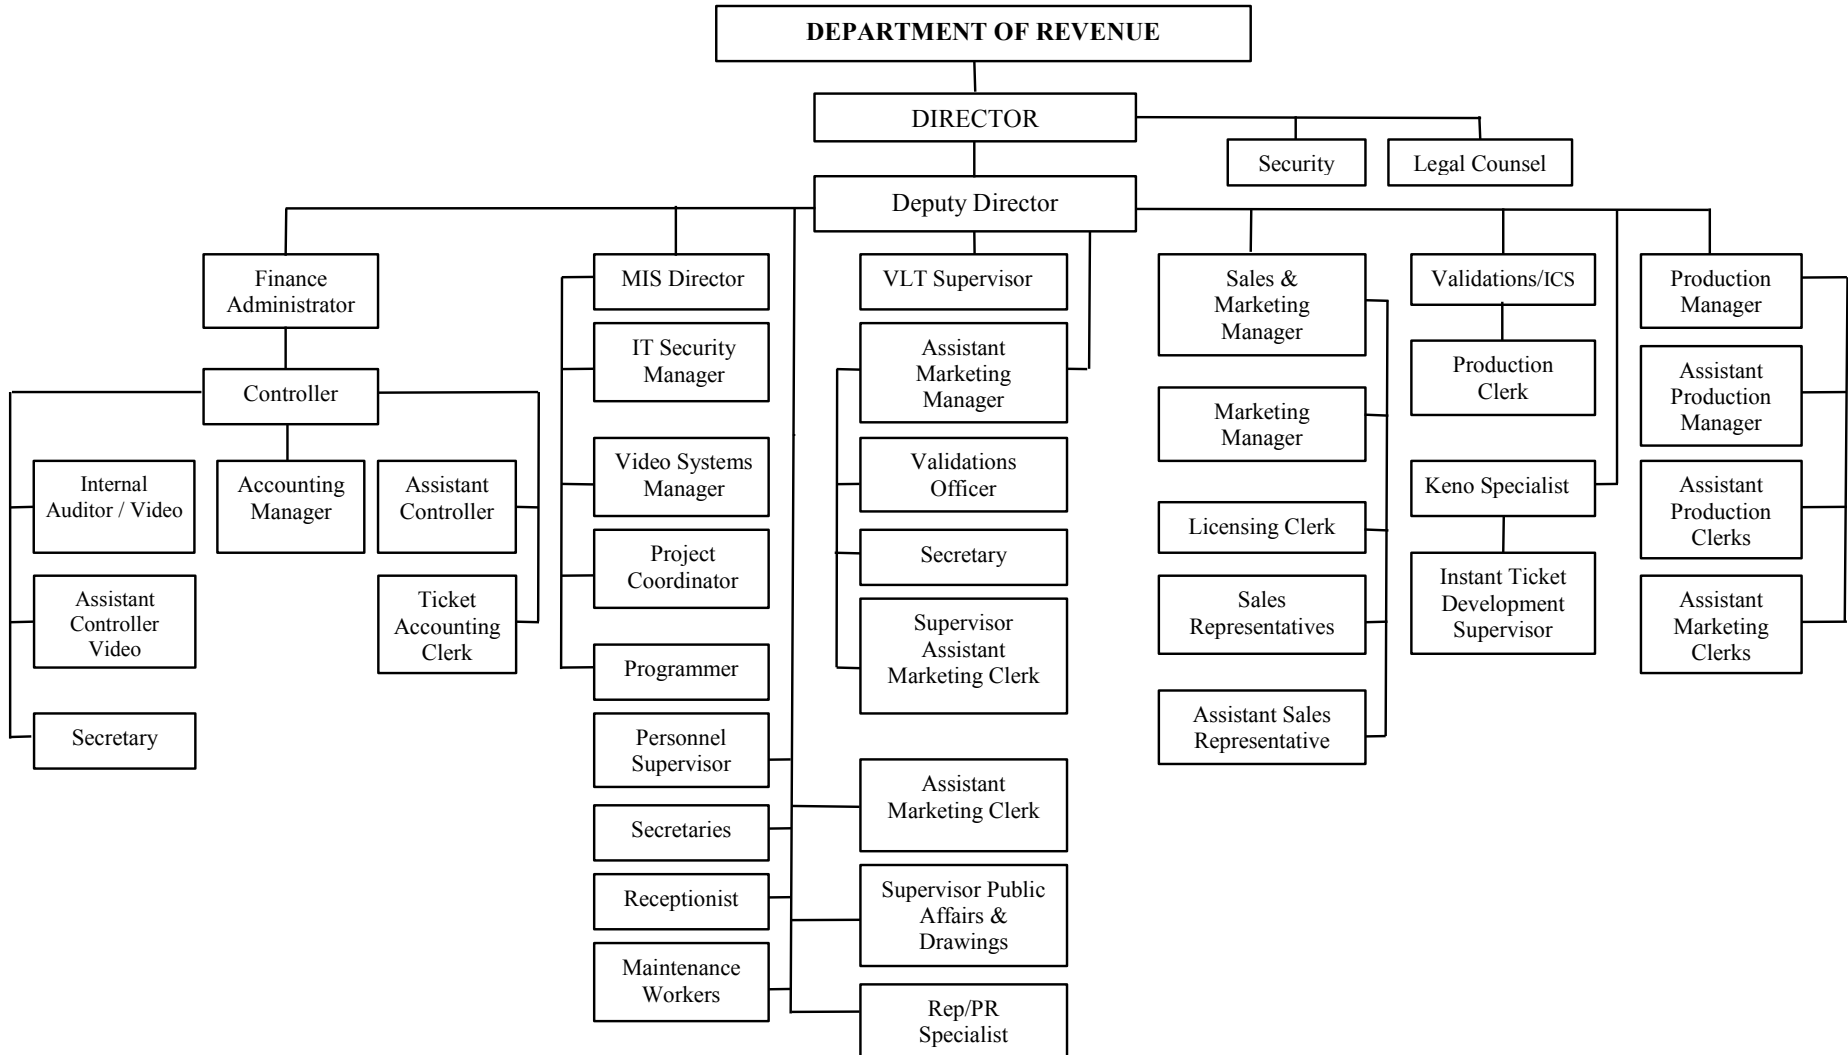 DEPARTMENT OF REVENUE
DIRECTOR
Security
Legal Counsel
Deputy Director
Finance
Administrator
Controller
Internal
Auditor / Video
Assistant
Controller
Video
Secretary
Accounting
Manager
Assistant
Controller
Ticket
Accounting
Clerk
MIS Director
IT Security
Manager
Video Systems
Manager
Project
Coordinator
Programmer
Personnel
Supervisor
Secretaries
Receptionist
Maintenance
Workers
VLT Supervisor
Assistant
Marketing
Manager
Validations
Officer
Secretary
Supervisor
Assistant
Marketing Clerk
Assistant
Marketing Clerk
Supervisor Public
Affairs &
Drawings
Rep/PR
Specialist
Sales &
Marketing
Manager
Marketing
Manager
Licensing Clerk
Sales
Representatives
Assistant Sales
Representative
Validations/ICS
Production
Clerk
Keno Specialist
Instant Ticket
Development
Supervisor
Production
Manager
Assistant
Production
Manager
Assistant
Production
Clerks
Assistant
Marketing
Clerks